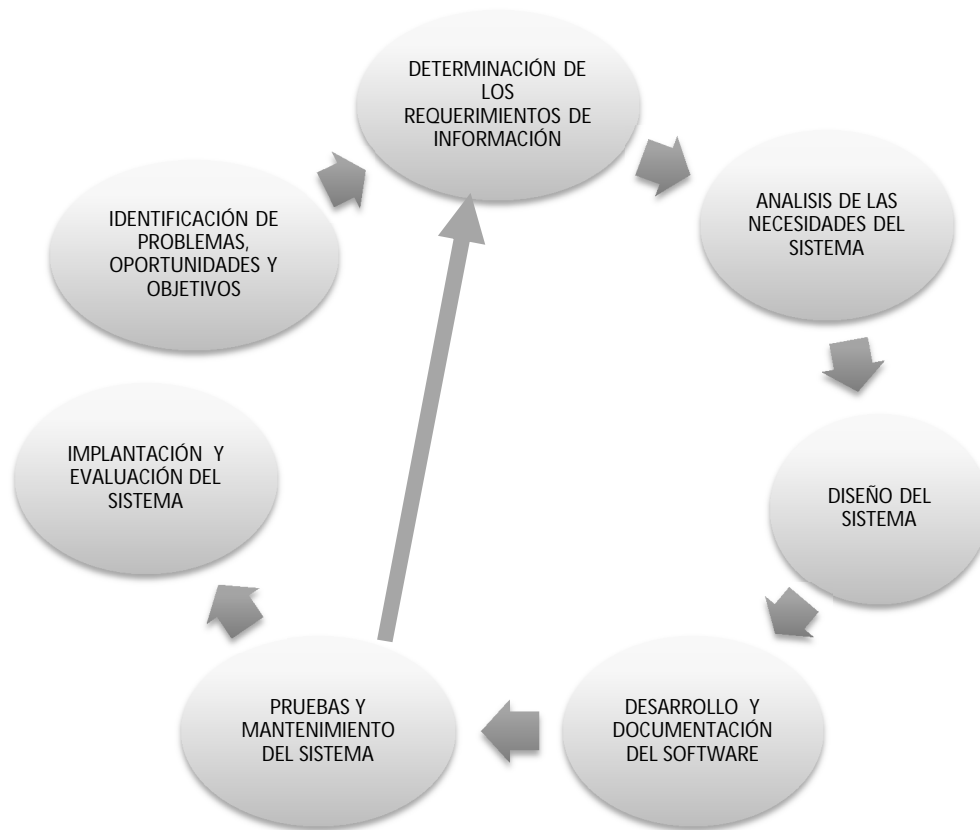 DETERMINACIÓN DE
LOS
REQUERIMIENTOS DE
INFORMACIÓN
IDENTIFICACIÓN DE
PROBLEMAS,
OPORTUNIDADES Y
OBJETIVOS
ANALISIS DE LAS
NECESIDADES DEL
SISTEMA
IMPLANTACIÓN Y
EVALUACIÓN DEL
SISTEMA
DISEÑO DEL
SISTEMA
PRUEBAS Y
MANTENIMIENTO
DEL SISTEMA
DESARROLLO Y
DOCUMENTACIÓN
DEL SOFTWARE